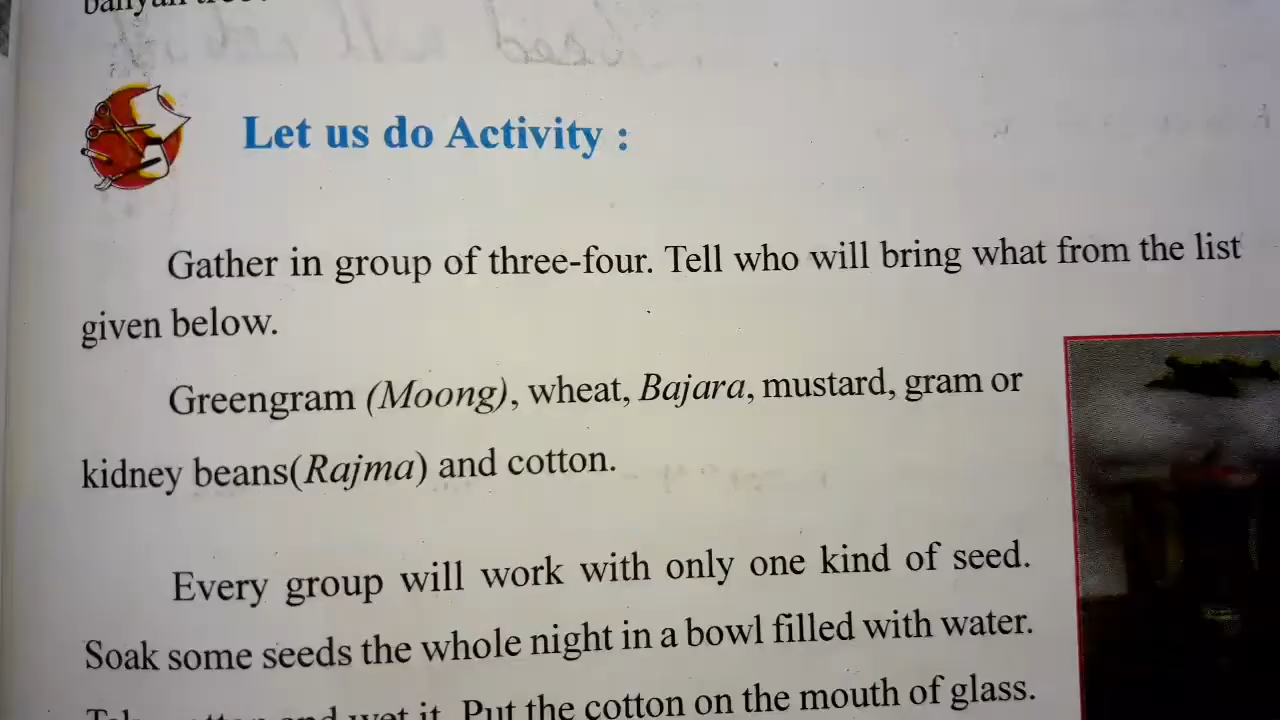 Let us do Activity :
Gather in group of three-four. Tell who will bring what from the list
given below.
Greengram (Moong), wheat, Bajara, mustard, gram or
kidney beans(Rajma) and cotton.
Every group will work with only one kind of seed.
Soak some seeds the whole night in a bowl filled with water.
wet it. Put the cotton on the mouth of glass.